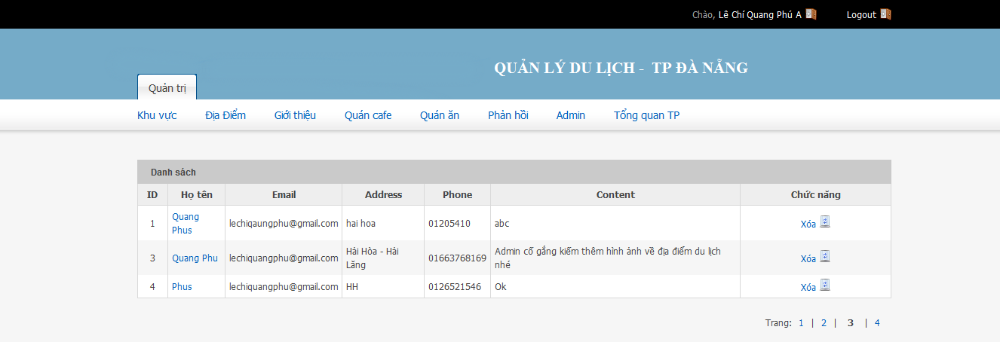 Chào, Lê Chí Quang Phú A Logout
QUẢN LÝ DU LỊCH - TP ĐÀ NẴNG
Quản trị
Khu vực Địa Điểm Giới thiệu Quán cafe Quán ăn Phản hồi Admin Tổng quan TP
Danh sách
ID Họ tên Email Address Phone Content Chức năng
1 Quang Phus lechiqaungphu@gmail.com hai hoa 01205410 abc Xóa
3 Quang Phu lechiquangphu@gmail.com Hải Hòa - Hải Lăng 01663768169 Admin cố gắng kiếm thêm hình ảnh về địa điểm du lịch nhé Xóa
4 Phus lechiquangphu@gmail.com HH 0126521546 Ok Xóa
Trang: 1 | 2 | 3 | 4